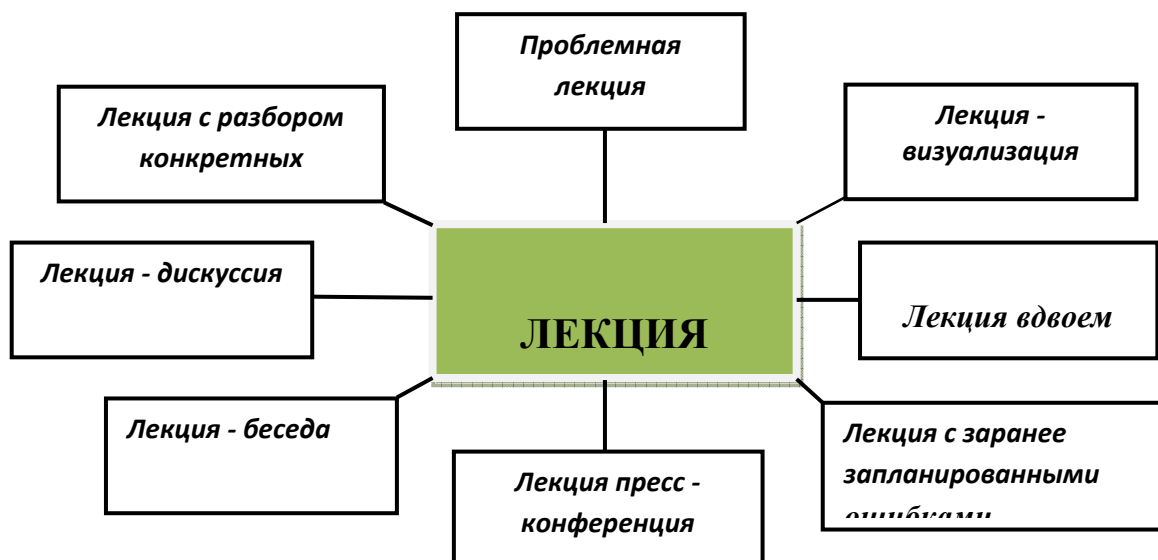 Проблемная
лекция
Лекция с разбором
конкретных
Лекция -
визуализация
Лекция - дискуссия
ЛЕКЦИЯ
Лекция вдвоем
Лекция - беседа
Лекция пресс -
конференция
Лекция с заранее
запланированными
ошибками